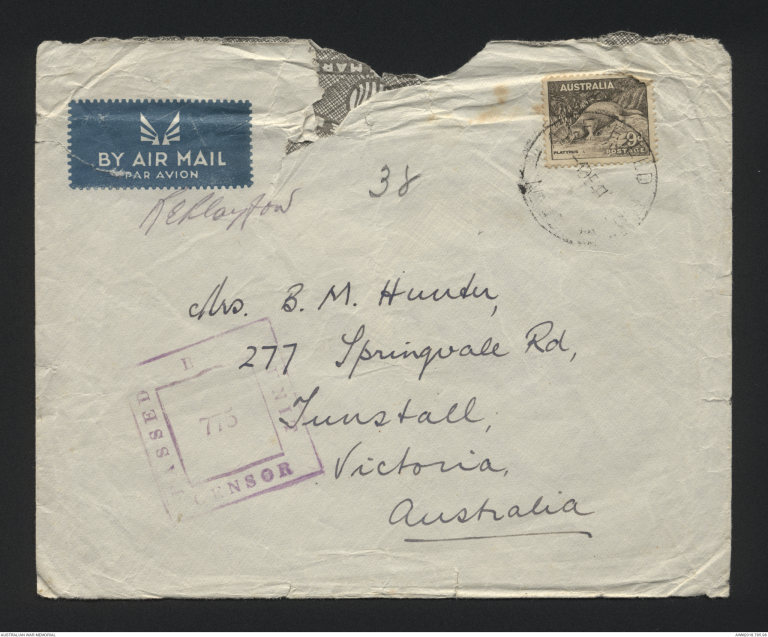 AUSTRALIA
9D
PLATYPUS
POSTAGE
BY AIR MAIL
PAR AVION
38
Mrs. B. M. Hunter,
277 Springvale Rd,
Tunstall,
Victoria,
Australia
PASSED
775
CENSOR
AUSTRALIAN WAR MEMORIAL